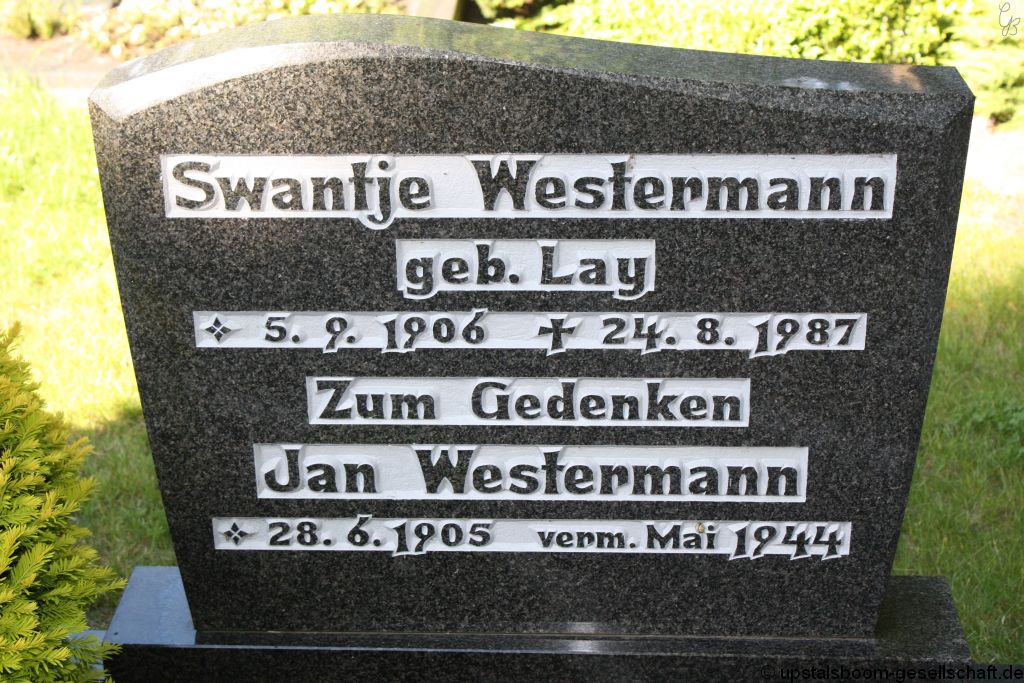 Swantje Westermann
geb. Lay
5. 9. 1906 ✝ 24. 8. 1987
Zum Gedenken
Jan Westermann
28. 6. 1905 verm. Mai 1944
© upstalsboom-gesellschaft.de